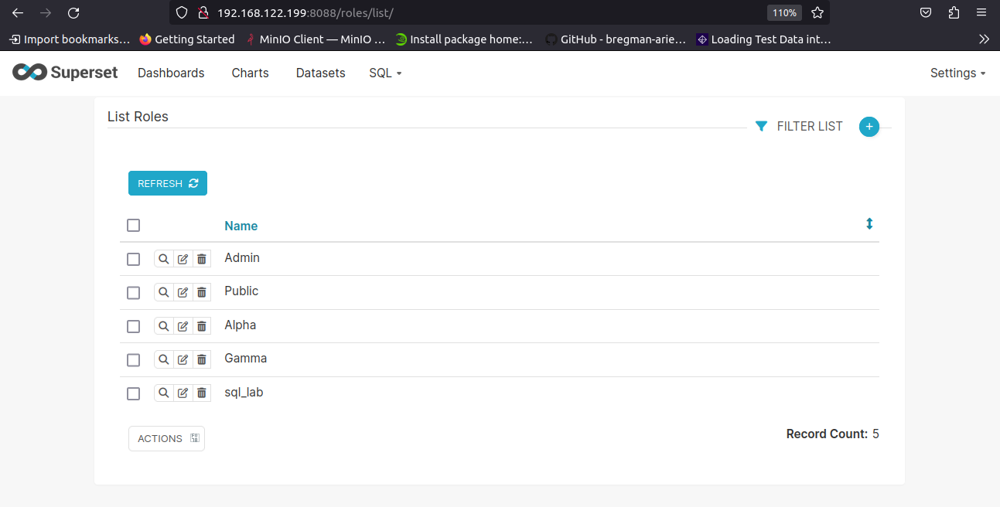 192.168.122.199:8088/roles/list/ 110%
Import bookmarks… Getting Started MinIO Client — MinIO … Install package home:… GitHub - bregman-arie… Loading Test Data int…
Superset Dashboards Charts Datasets SQL Settings
List Roles
FILTER LIST +
REFRESH
Name
Admin
Public
Alpha
Gamma
sql_lab
ACTIONS
Record Count: 5